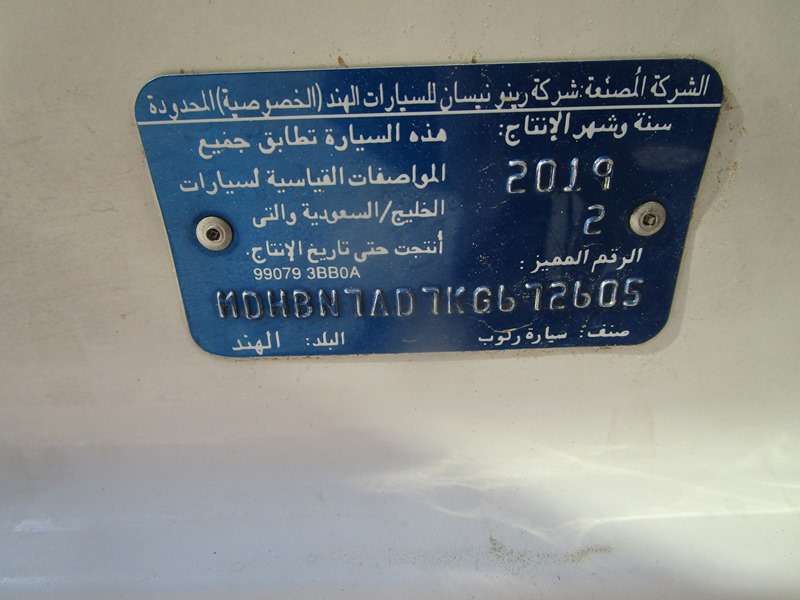 الشركة المُصنّعة: شركة رينو نيسان للسيارات الهند (الخصوصية) المحدودة
سنة وشهر الإنتاج:
2019
2
هذه السيارة تطابق جميع
المواصفات القياسية لسيارات
الخليج/السعودية والتى
أنتجت حتى تاريخ الإنتاج.
99079 3BB0A
الرقم المميز :
MDHBN7AD7KG672605
صنف: سيارة ركوب
البلد: الهند